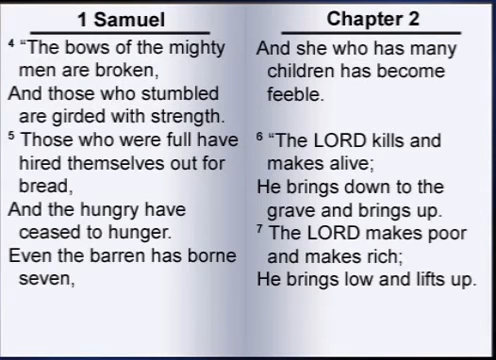 1 Samuel
⁴ “The bows of the mighty
men are broken,
And those who stumbled
are girded with strength.
⁵ Those who were full have
hired themselves out for
bread,
And the hungry have
ceased to hunger.
Even the barren has borne
seven,
Chapter 2
And she who has many
children has become
feeble.
⁶ “The LORD kills and
makes alive;
He brings down to the
grave and brings up.
⁷ The LORD makes poor
and makes rich;
He brings low and lifts up.